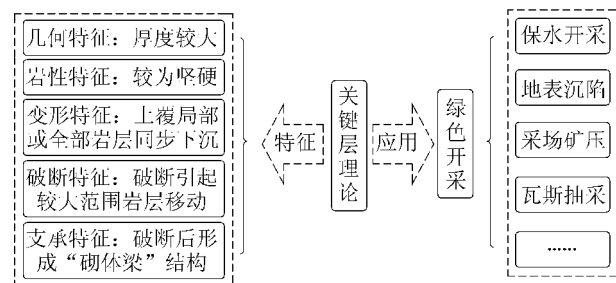 几何特征：厚度较大
岩性特征：较为坚硬
变形特征：上覆局部
或全部岩层同步下沉
破断特征：破断引起
较大范围岩层移动
支承特征：破断后形
成“砌体梁”结构
特征
关键层理论
应用
绿色开采
保水开采
地表沉陷
采场矿压
瓦斯抽采
……